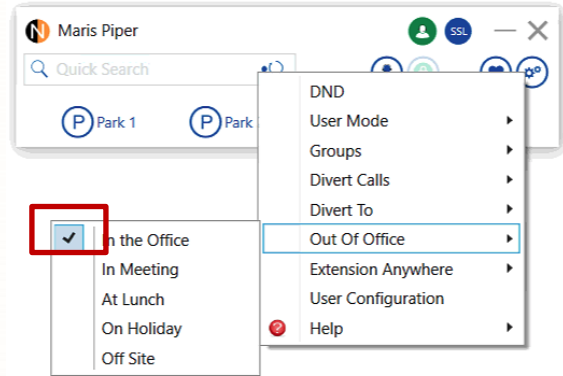 N Maris Piper SSL
Quick Search
P Park 1 P Park
DND
User Mode
Groups
Divert Calls
Divert To
Out Of Office
Extension Anywhere
User Configuration
? Help
In the Office
In Meeting
At Lunch
On Holiday
Off Site